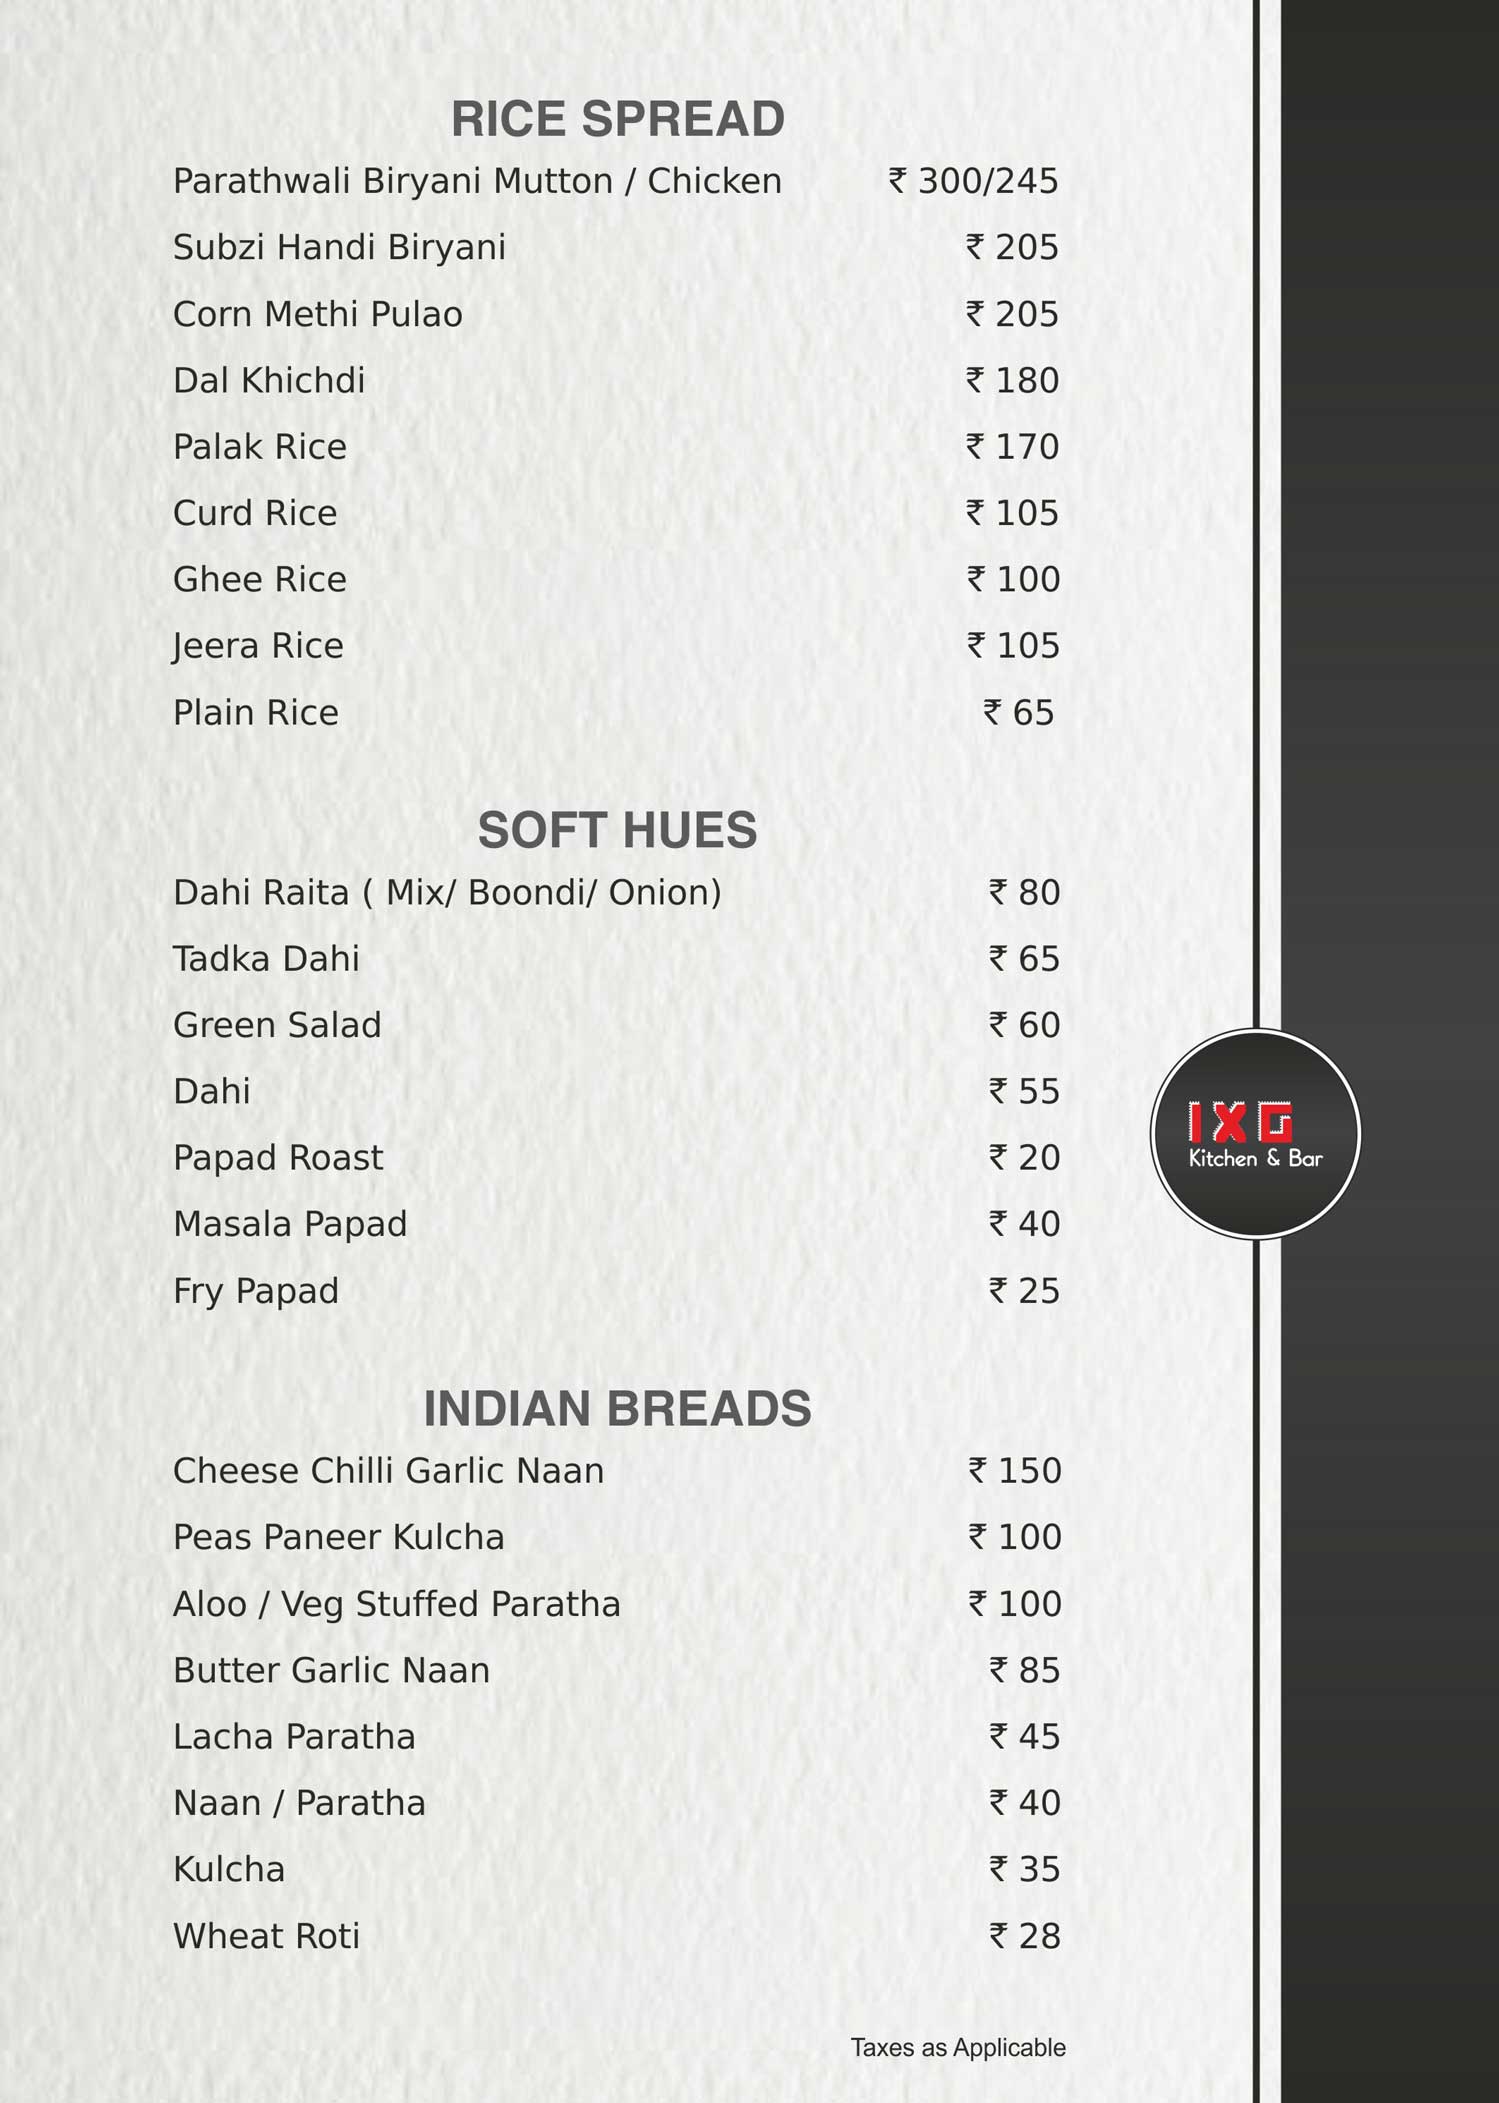 RICE SPREAD
Parathwali Biryani Mutton / Chicken ₹ 300/245
Subzi Handi Biryani ₹ 205
Corn Methi Pulao ₹ 205
Dal Khichdi ₹ 180
Palak Rice ₹ 170
Curd Rice ₹ 105
Ghee Rice ₹ 100
Jeera Rice ₹ 105
Plain Rice ₹ 65
SOFT HUES
Dahi Raita ( Mix/ Boondi/ Onion) ₹ 80
Tadka Dahi ₹ 65
Green Salad ₹ 60
Dahi ₹ 55
Papad Roast ₹ 20
Masala Papad ₹ 40
Fry Papad ₹ 25
IXG
Kitchen & Bar
INDIAN BREADS
Cheese Chilli Garlic Naan ₹ 150
Peas Paneer Kulcha ₹ 100
Aloo / Veg Stuffed Paratha ₹ 100
Butter Garlic Naan ₹ 85
Lacha Paratha ₹ 45
Naan / Paratha ₹ 40
Kulcha ₹ 35
Wheat Roti ₹ 28
Taxes as Applicable